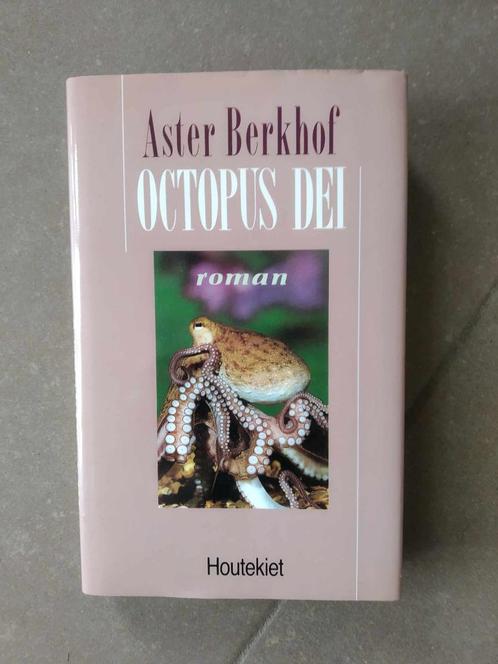 Aster Berkhof
OCTOPUS DEI
roman
Houtekiet